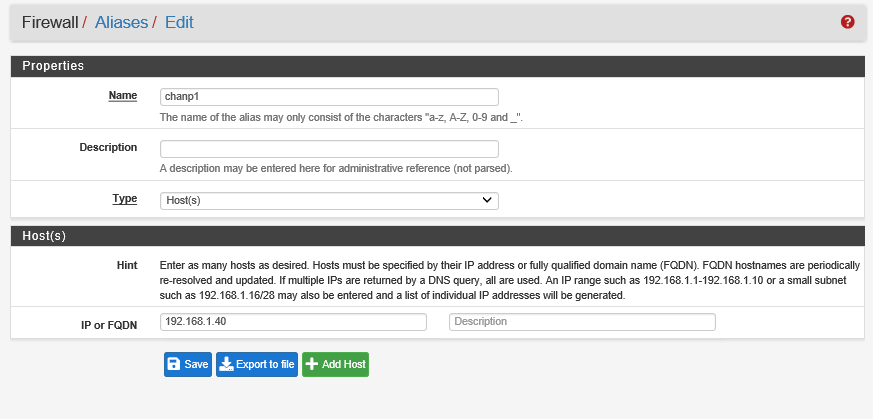 Firewall / Aliases / Edit
Properties
Name
chanp1
The name of the alias may only consist of the characters "a-z, A-Z, 0-9 and _".
Description
A description may be entered here for administrative reference (not parsed).
Type
Host(s)
Host(s)
Hint
Enter as many hosts as desired. Hosts must be specified by their IP address or fully qualified domain name (FQDN). FQDN hostnames are periodically
re-resolved and updated. If multiple IPs are returned by a DNS query, all are used. An IP range such as 192.168.1.1-192.168.1.10 or a small subnet
such as 192.168.1.16/28 may also be entered and a list of individual IP addresses will be generated.
IP or FQDN
192.168.1.40
Description
Save
Export to file
Add Host